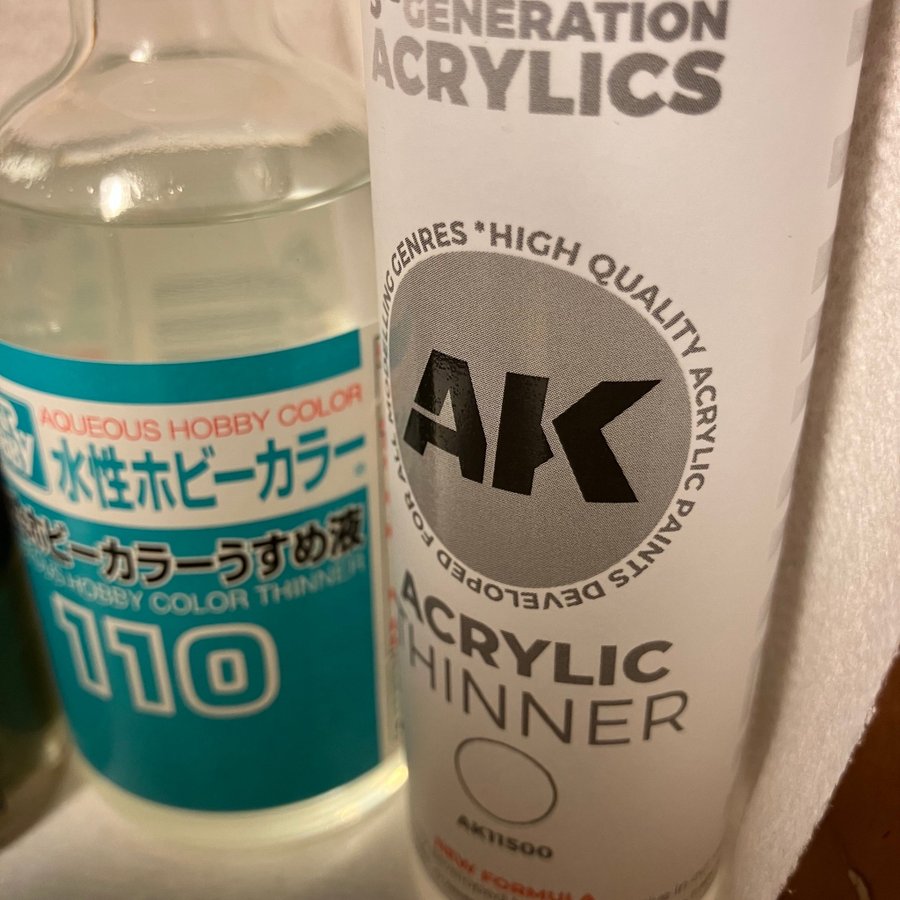 AQUEOUS HOBBY COLOR
水性ホビーカラー
ホビーカラーうすめ液
HOBBY COLOR THINNER
110
GENERATION
ACRYLICS
*HIGH QUALITY ACRYLIC PAINTS DEVELOPED FOR ALL MODELLING GENRES
AK
ACRYLIC
THINNER
AK11500
NEW FORMULA